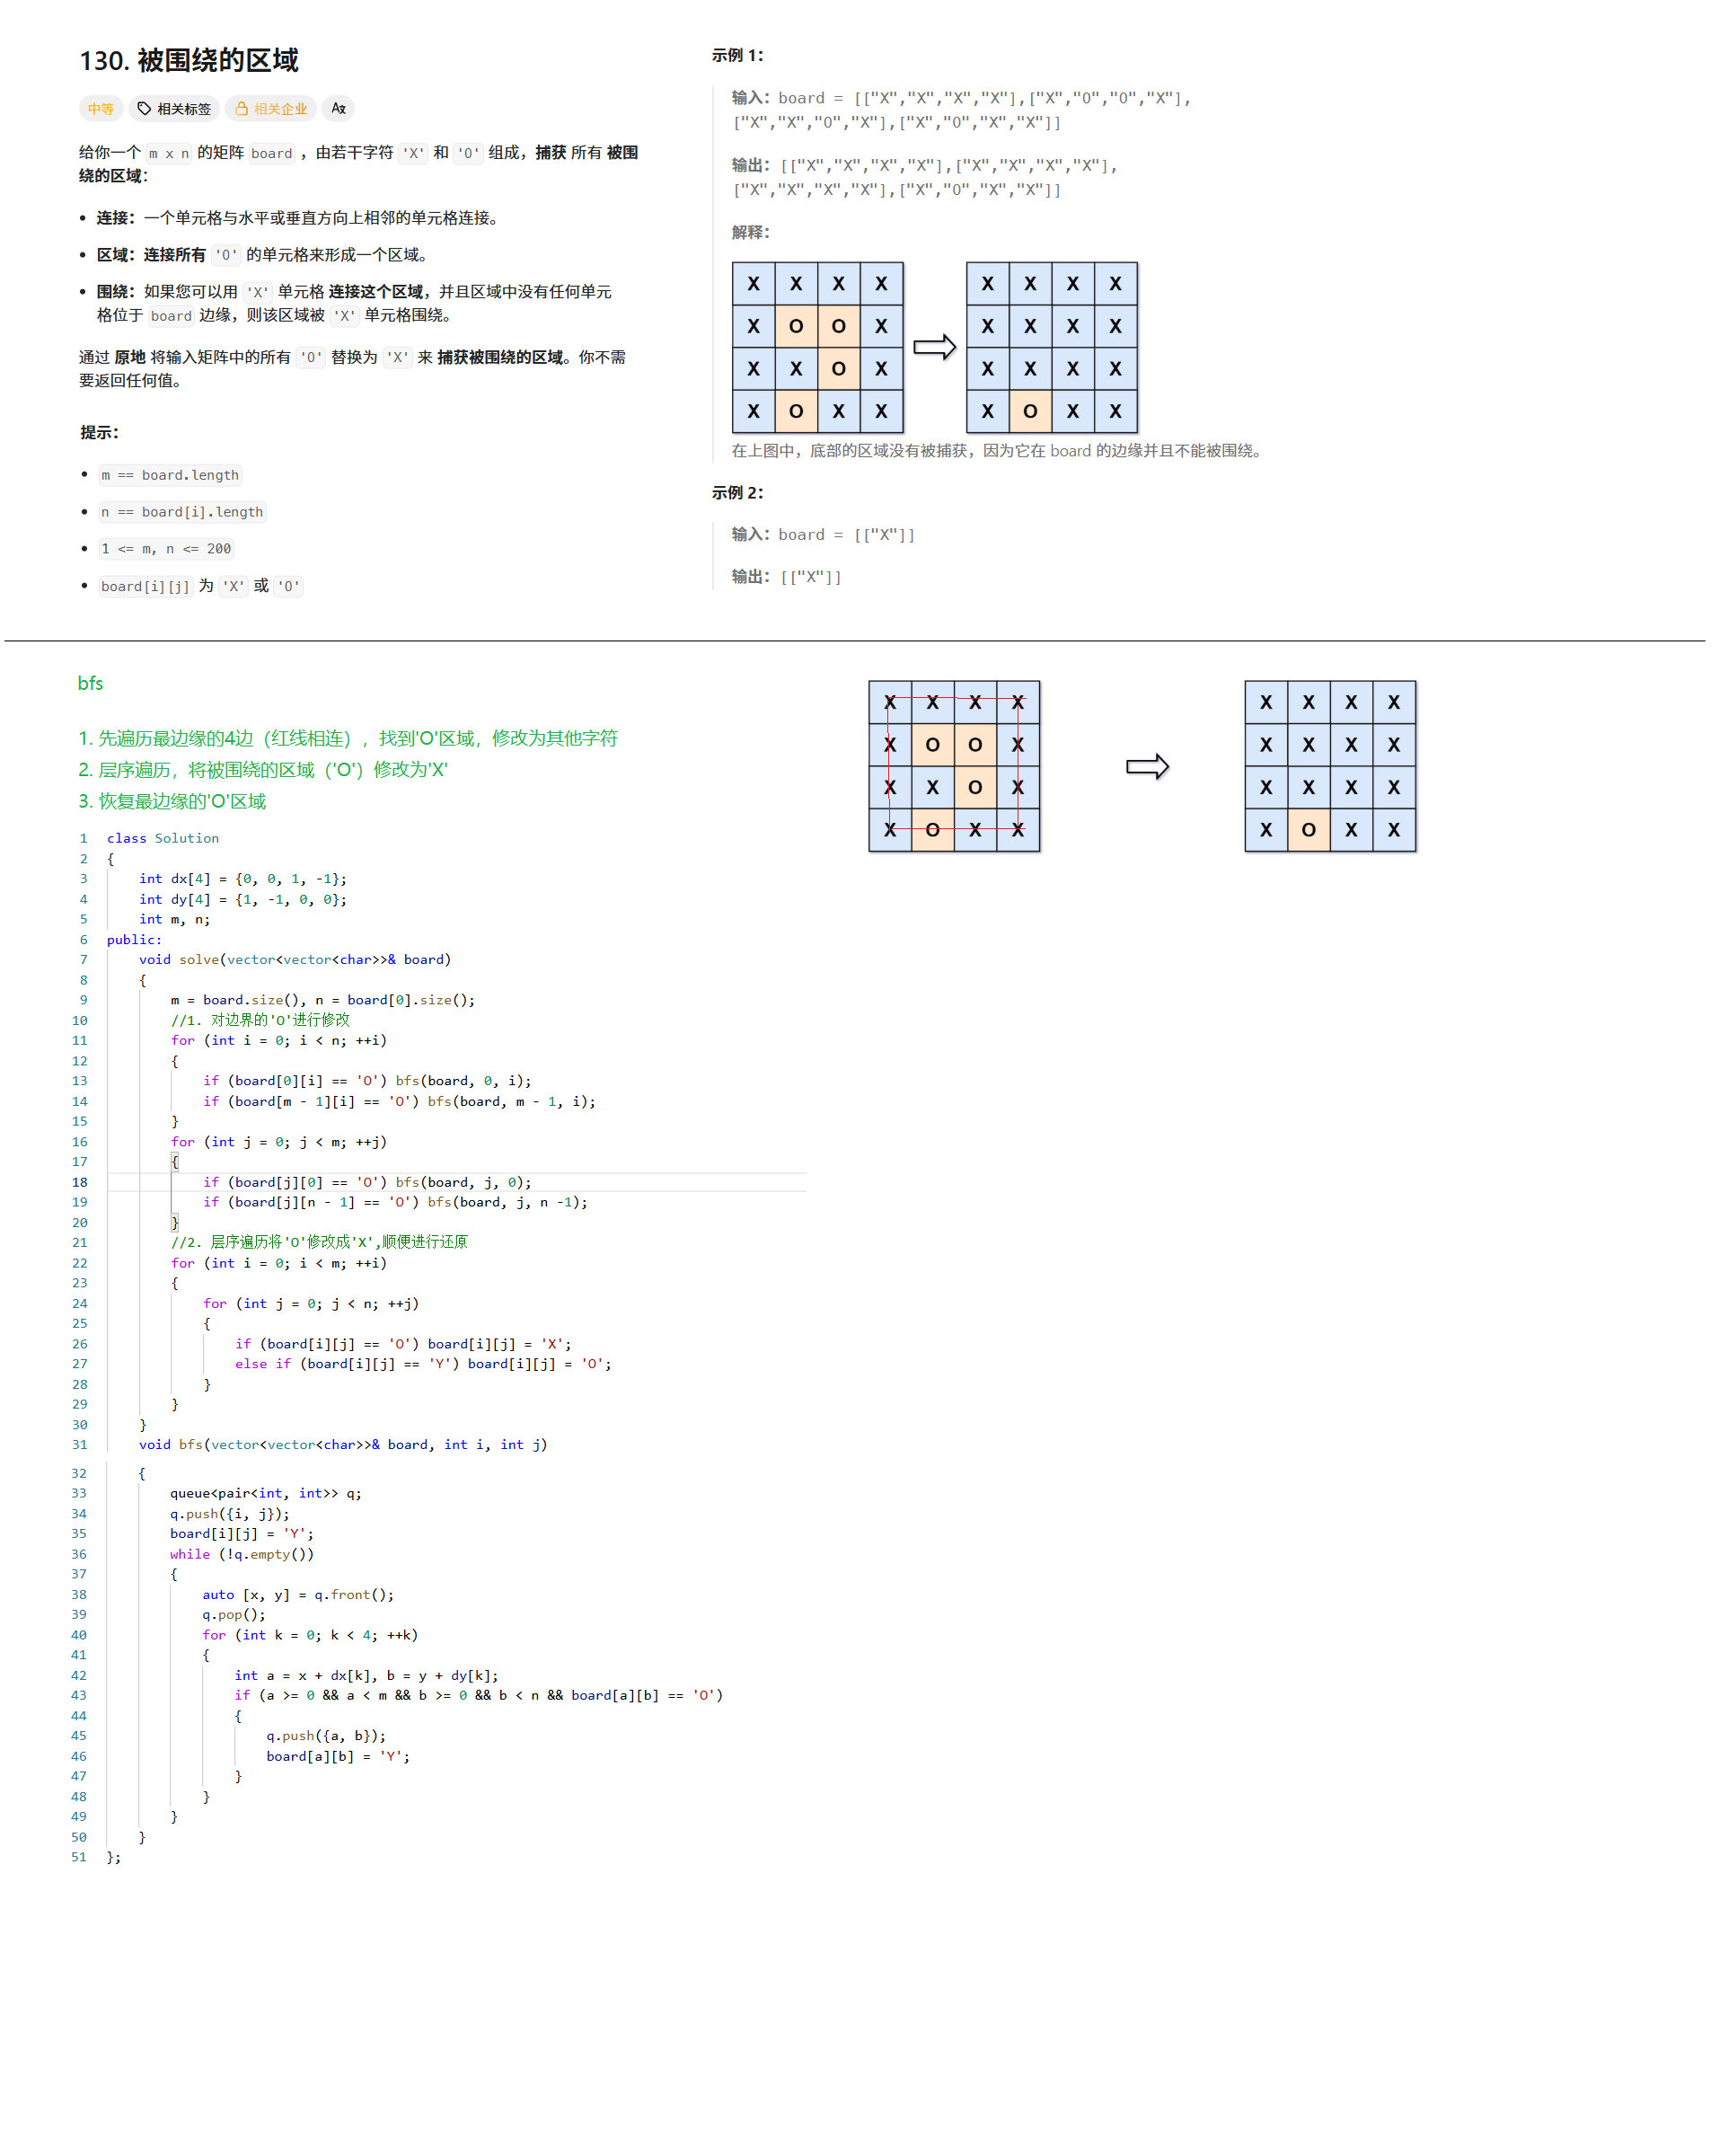 130. 被围绕的区域
中等 相关标签 相关企业
给你一个 m x n 的矩阵 board ，由若干字符 'X' 和 'O' 组成，捕获 所有 被围
绕的区域：
• 连接：一个单元格与水平或垂直方向上相邻的单元格连接。
• 区域：连接所有 'O' 的单元格来形成一个区域。
• 围绕：如果您可以用 'X' 单元格 连接这个区域，并且区域中没有任何单元
格位于 board 边缘，则该区域被 'X' 单元格围绕。
通过 原地 将输入矩阵中的所有 'O' 替换为 'X' 来 捕获被围绕的区域。你不需
要返回任何值。
提示：
• m == board.length
• n == board[i].length
• 1 <= m, n <= 200
• board[i][j] 为 'X' 或 'O'
示例 1：
输入：board = [["X","X","X","X"],["X","O","O","X"],
["X","X","O","X"],["X","O","X","X"]]
输出：[["X","X","X","X"],["X","X","X","X"],
["X","X","X","X"],["X","O","X","X"]]
解释：
X X X X X X X X
X O O X X X X X
X X O X X X X X
X O X X X O X X
在上图中，底部的区域没有被捕获，因为它在 board 的边缘并且不能被围绕。
示例 2：
输入：board = [["X"]]
输出：[["X"]]
bfs
1. 先遍历最边缘的4边（红线相连），找到'O'区域，修改为其他字符
2. 层序遍历，将被围绕的区域（'O'）修改为'X'
3. 恢复最边缘的'O'区域
X X X X X X X X
X O O X X X X X
X X O X X X X X
X O X X X O X X
1 class Solution
2 {
3 int dx[4] = {0, 0, 1, -1};
4 int dy[4] = {1, -1, 0, 0};
5 int m, n;
6 public:
7 void solve(vector<vector<char>>& board)
8 {
9 m = board.size(), n = board[0].size();
10 //1. 对边界的'O'进行修改
11 for (int i = 0; i < n; ++i)
12 {
13 if (board[0][i] == 'O') bfs(board, 0, i);
14 if (board[m - 1][i] == 'O') bfs(board, m - 1, i);
15 }
16 for (int j = 0; j < m; ++j)
17 {
18 if (board[j][0] == 'O') bfs(board, j, 0);
19 if (board[j][n - 1] == 'O') bfs(board, j, n -1);
20 }
21 //2. 层序遍历将'O'修改成'X',顺便进行还原
22 for (int i = 0; i < m; ++i)
23 {
24 for (int j = 0; j < n; ++j)
25 {
26 if (board[i][j] == 'O') board[i][j] = 'X';
27 else if (board[i][j] == 'Y') board[i][j] = 'O';
28 }
29 }
30 }
31 void bfs(vector<vector<char>>& board, int i, int j)
32 {
33 queue<pair<int, int>> q;
34 q.push({i, j});
35 board[i][j] = 'Y';
36 while (!q.empty())
37 {
38 auto [x, y] = q.front();
39 q.pop();
40 for (int k = 0; k < 4; ++k)
41 {
42 int a = x + dx[k], b = y + dy[k];
43 if (a >= 0 && a < m && b >= 0 && b < n && board[a][b] == 'O')
44 {
45 q.push({a, b});
46 board[a][b] = 'Y';
47 }
48 }
49 }
50 }
51 };